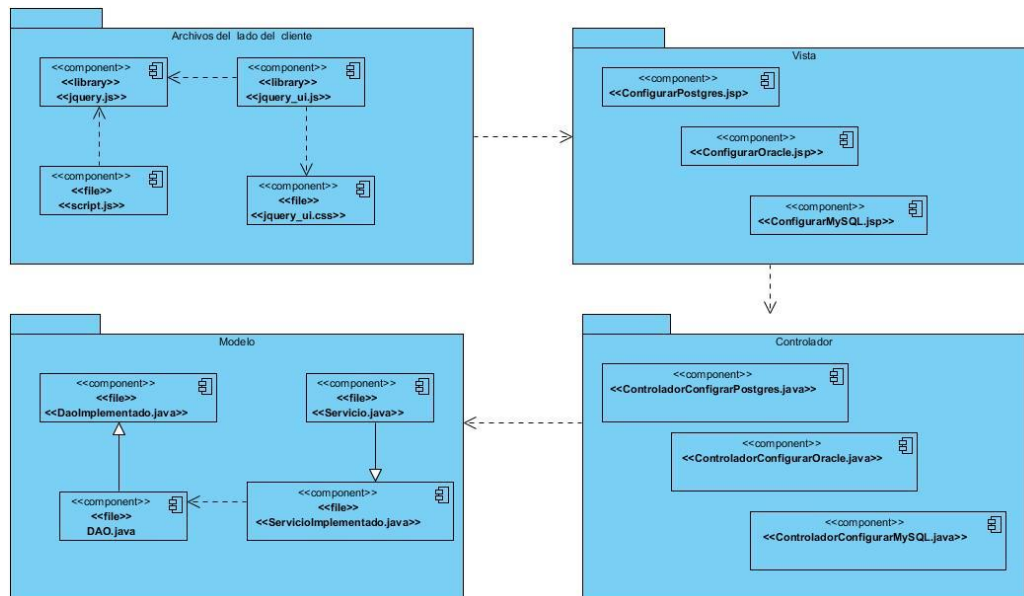 Archivos del lado del cliente
<<component>>
<<library>>
<<jquery.js>>
<<component>>
<<library>>
<<jquery_ui.js>>
<<component>>
<<file>>
<<script.js>>
<<component>>
<<file>>
<<jquery_ui.css>>
Vista
<<component>>
<<ConfigurarPostgres.jsp>
<<component>>
<<ConfigurarOracle.jsp>>
<<component>>
<<ConfigurarMySQL.jsp>>
Modelo
<<component>>
<<file>>
<<DaoImplementado.java>>
<<component>>
<<file>>
<<Servicio.java>>
<<component>>
<<file>>
DAO.java
<<component>>
<<file>>
<<ServicioImplementado.java>>
Controlador
<<component>>
<<ControladorConfigrarPostgres.java>>
<<component>>
<<ControladorConfigurarOracle.java>>
<<component>>
<<ControladorConfigurarMySQL.java>>